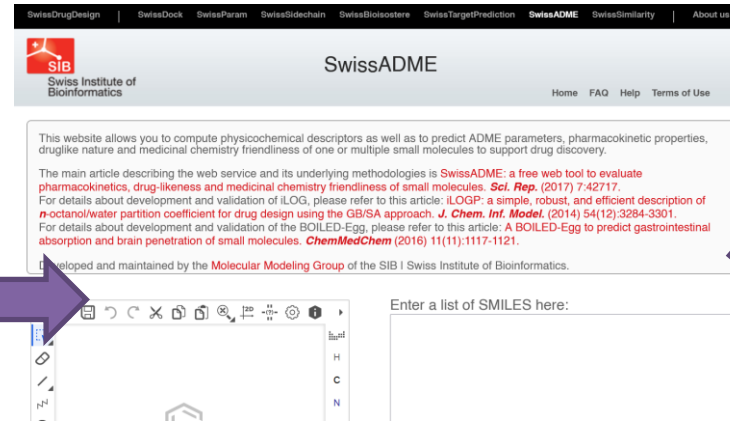 SwissDrugDesign | SwissDock SwissParam SwissSidechain SwissBioisostere SwissTargetPrediction SwissADME SwissSimilarity | About us
SIB
Swiss Institute of
Bioinformatics
SwissADME
Home FAQ Help Terms of Use
This website allows you to compute physicochemical descriptors as well as to predict ADME parameters, pharmacokinetic properties,
druglike nature and medicinal chemistry friendliness of one or multiple small molecules to support drug discovery.
The main article describing the web service and its underlying methodologies is SwissADME: a free web tool to evaluate
pharmacokinetics, drug-likeness and medicinal chemistry friendliness of small molecules. Sci. Rep. (2017) 7:42717.
For details about development and validation of iLOG, please refer to this article: iLOGP: a simple, robust, and efficient description of
n-octanol/water partition coefficient for drug design using the GB/SA approach. J. Chem. Inf. Model. (2014) 54(12):3284-3301.
For details about development and validation of the BOILED-Egg, please refer to this article: A BOILED-Egg to predict gastrointestinal
absorption and brain penetration of small molecules. ChemMedChem (2016) 11(11):1117-1121.
Developed and maintained by the Molecular Modeling Group of the SIB | Swiss Institute of Bioinformatics.
Enter a list of SMILES here:
2D
H
C
N